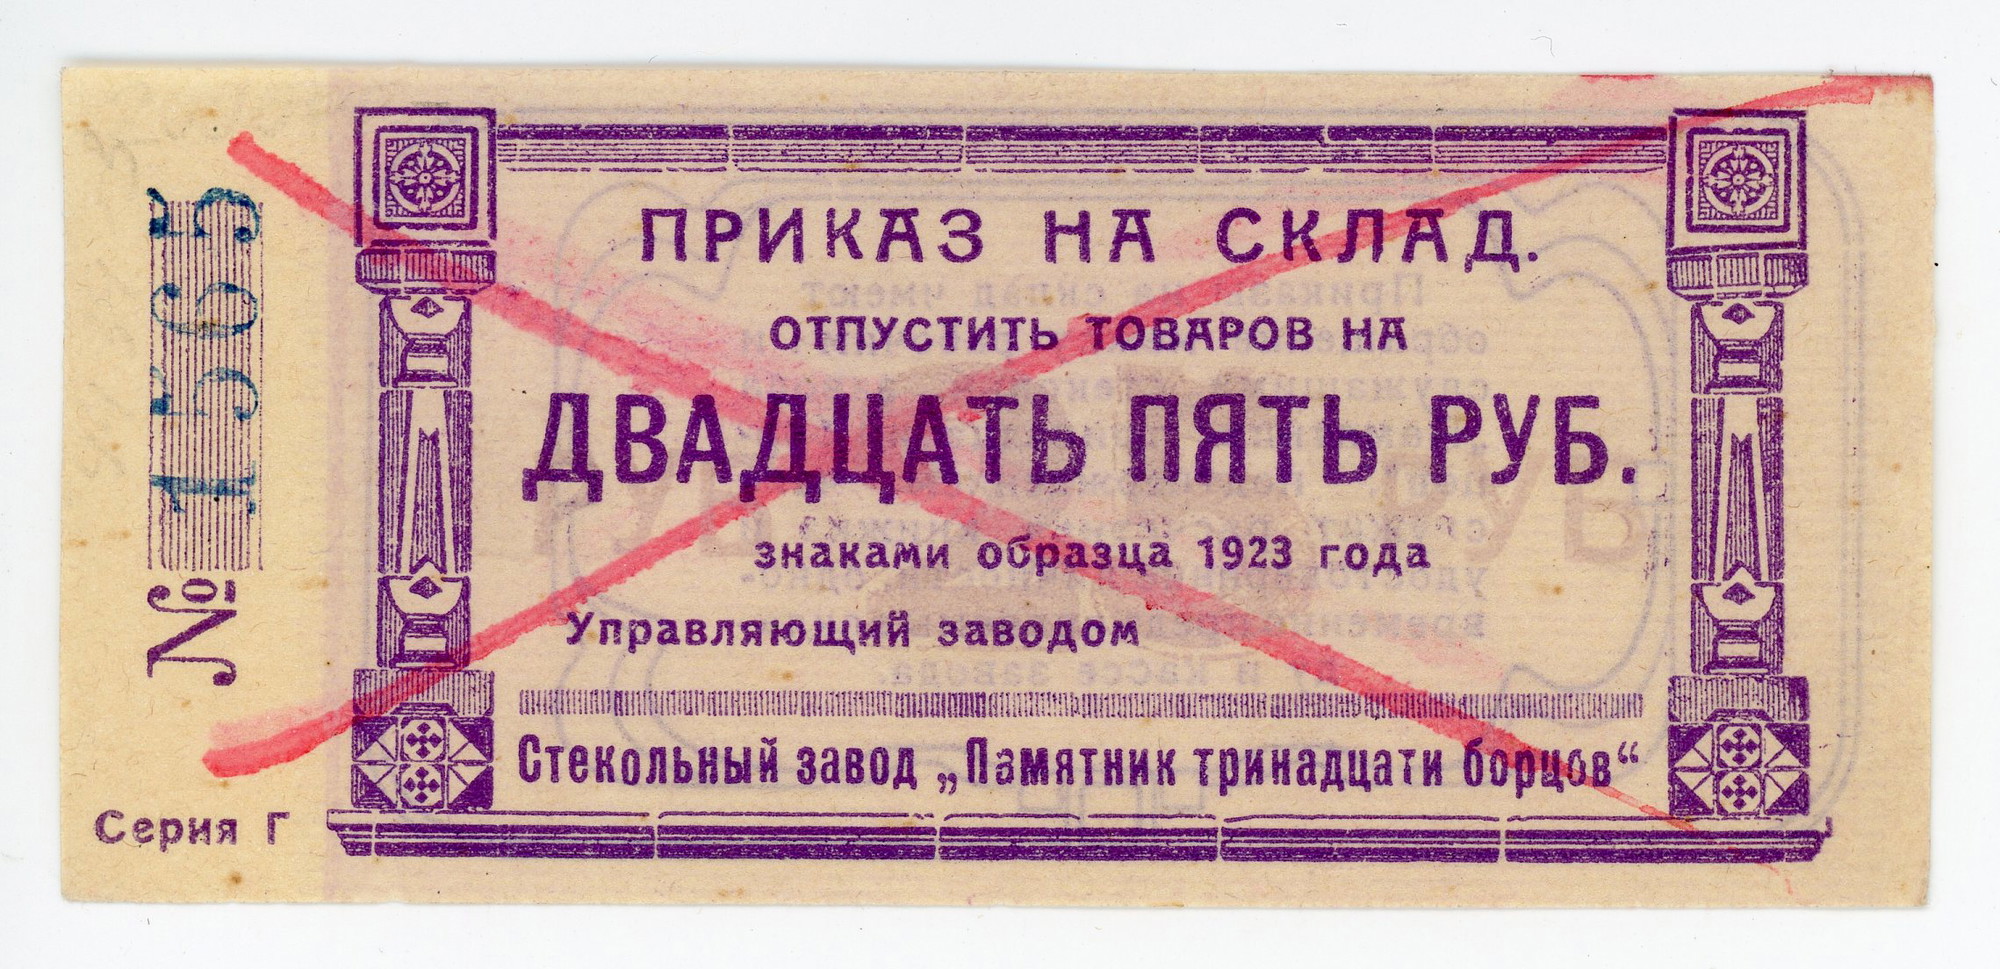 № 1565
Серия Г
ПРИКАЗ НА СКЛАД.
ОТПУСТИТЬ ТОВАРОВ НА
ДВАДЦАТЬ ПЯТЬ РУБ.
знаками образца 1923 года
Управляющий заводом
Стекольный завод „Памятник тринадцати борцов“